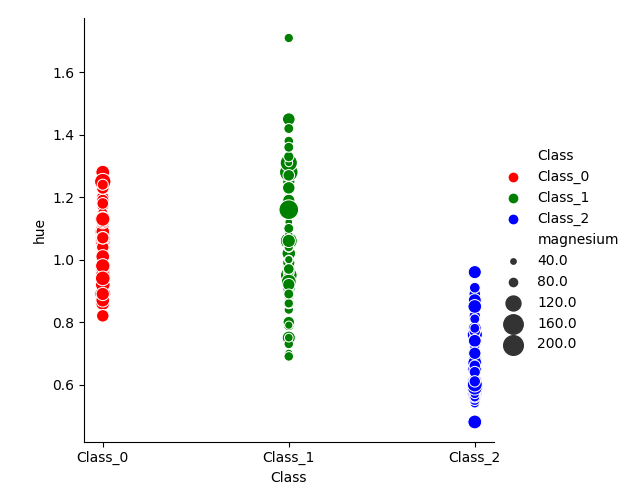 1.6
1.4
1.2
1.0
0.8
0.6
hue
Class_0
Class_1
Class_2
Class
Class
Class_0
Class_1
Class_2
magnesium
40.0
80.0
120.0
160.0
200.0